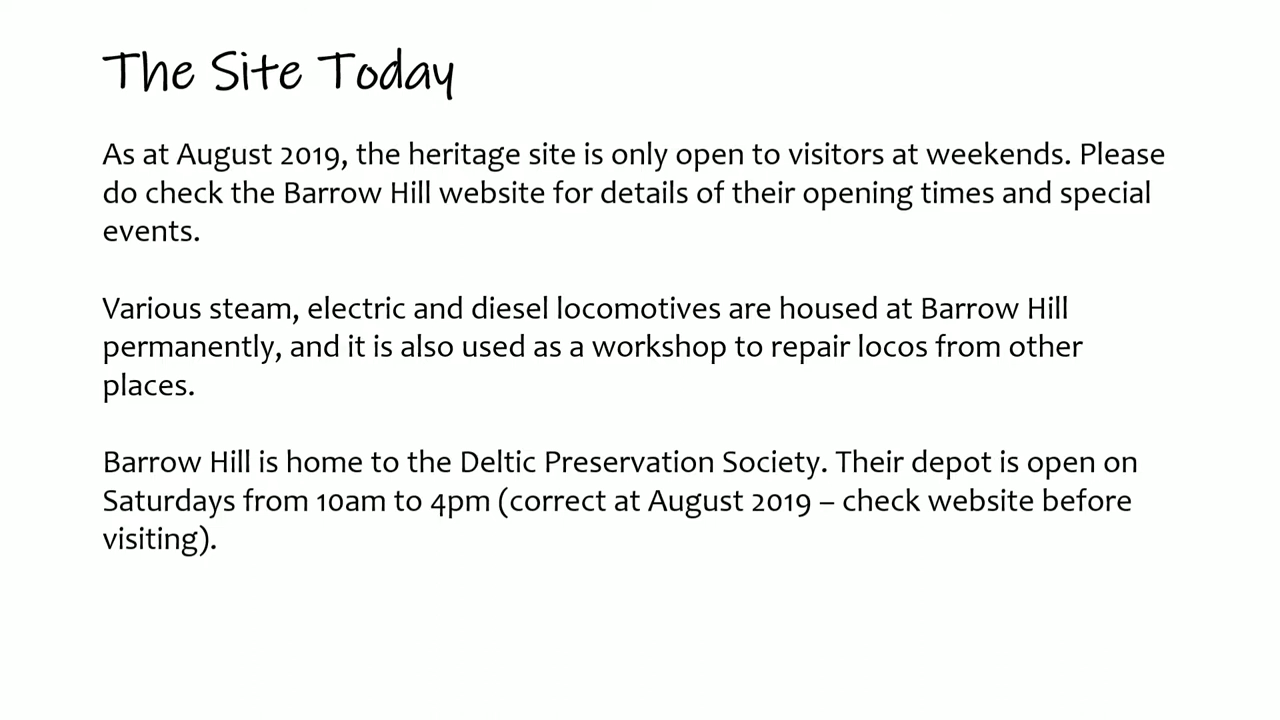 The Site Today
As at August 2019, the heritage site is only open to visitors at weekends. Please
do check the Barrow Hill website for details of their opening times and special
events.
Various steam, electric and diesel locomotives are housed at Barrow Hill
permanently, and it is also used as a workshop to repair locos from other
places.
Barrow Hill is home to the Deltic Preservation Society. Their depot is open on
Saturdays from 10am to 4pm (correct at August 2019 – check website before
visiting).